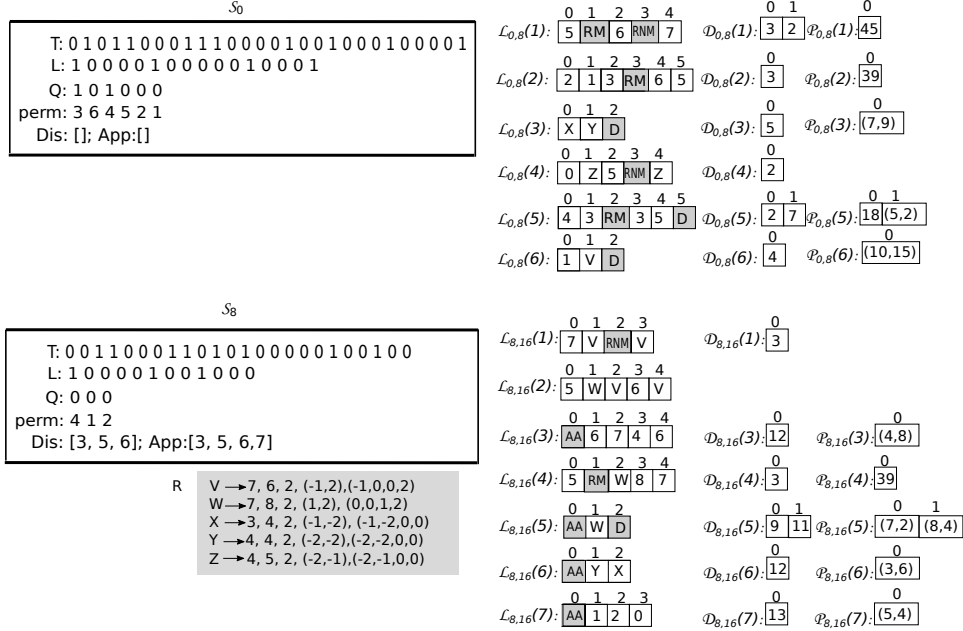 S₀
T: 0 1 0 1 1 0 0 0 1 1 1 0 0 0 0 1 0 0 1 0 0 0 1 0 0 0 0 1
L: 1 0 0 0 0 1 0 0 0 0 0 1 0 0 0 1
Q: 1 0 1 0 0 0
perm: 3 6 4 5 2 1
Dis: []; App:[]
0 1 2 3 4
0 1
0
ℒ₀,₈(1): 5 RM 6 RNM 7
𝒟₀,₈(1): 3 2
𝒫₀,₈(1): 45
0 1 2 3 4 5
0
0
ℒ₀,₈(2): 2 1 3 RM 6 5
𝒟₀,₈(2): 3
𝒫₀,₈(2): 39
0 1 2
0
0
ℒ₀,₈(3): X Y D
𝒟₀,₈(3): 5
𝒫₀,₈(3): (7,9)
0 1 2 3 4
0
ℒ₀,₈(4): 0 Z 5 RNM Z
𝒟₀,₈(4): 2
0 1 2 3 4 5
0 1
0 1
ℒ₀,₈(5): 4 3 RM 3 5 D
𝒟₀,₈(5): 2 7
𝒫₀,₈(5): 18 (5,2)
0 1 2
0
0
ℒ₀,₈(6): 1 V D
𝒟₀,₈(6): 4
𝒫₀,₈(6): (10,15)
S₈
T: 0 0 1 1 0 0 0 1 1 0 1 0 1 0 0 0 0 0 1 0 0 1 0 0
L: 1 0 0 0 0 1 0 0 1 0 0 0
Q: 0 0 0
perm: 4 1 2
Dis: [3, 5, 6]; App:[3, 5, 6,7]
R
V → 7, 6, 2, (-1,2),(-1,0,0,2)
W → 7, 8, 2, (1,2), (0,0,1,2)
X → 3, 4, 2, (-1,-2), (-1,-2,0,0)
Y → 4, 4, 2, (-2,-2),(-2,-2,0,0)
Z → 4, 5, 2, (-2,-1),(-2,-1,0,0)
0 1 2 3
0
ℒ₈,₁₆(1): 7 V RNM V
𝒟₈,₁₆(1): 3
0 1 2 3 4
ℒ₈,₁₆(2): 5 W V 6 V
0 1 2 3 4
0
0
ℒ₈,₁₆(3): AA 6 7 4 6
𝒟₈,₁₆(3): 12
𝒫₈,₁₆(3): (4,8)
0 1 2 3 4
0
0
ℒ₈,₁₆(4): 5 RM W 8 7
𝒟₈,₁₆(4): 3
𝒫₈,₁₆(4): 39
0 1 2
0 1
0 1
ℒ₈,₁₆(5): AA W D
𝒟₈,₁₆(5): 9 11
𝒫₈,₁₆(5): (7,2) (8,4)
0 1 2
0
0
ℒ₈,₁₆(6): AA Y X
𝒟₈,₁₆(6): 12
𝒫₈,₁₆(6): (3,6)
0 1 2 3
0
0
ℒ₈,₁₆(7): AA 1 2 0
𝒟₈,₁₆(7): 13
𝒫₈,₁₆(7): (5,4)